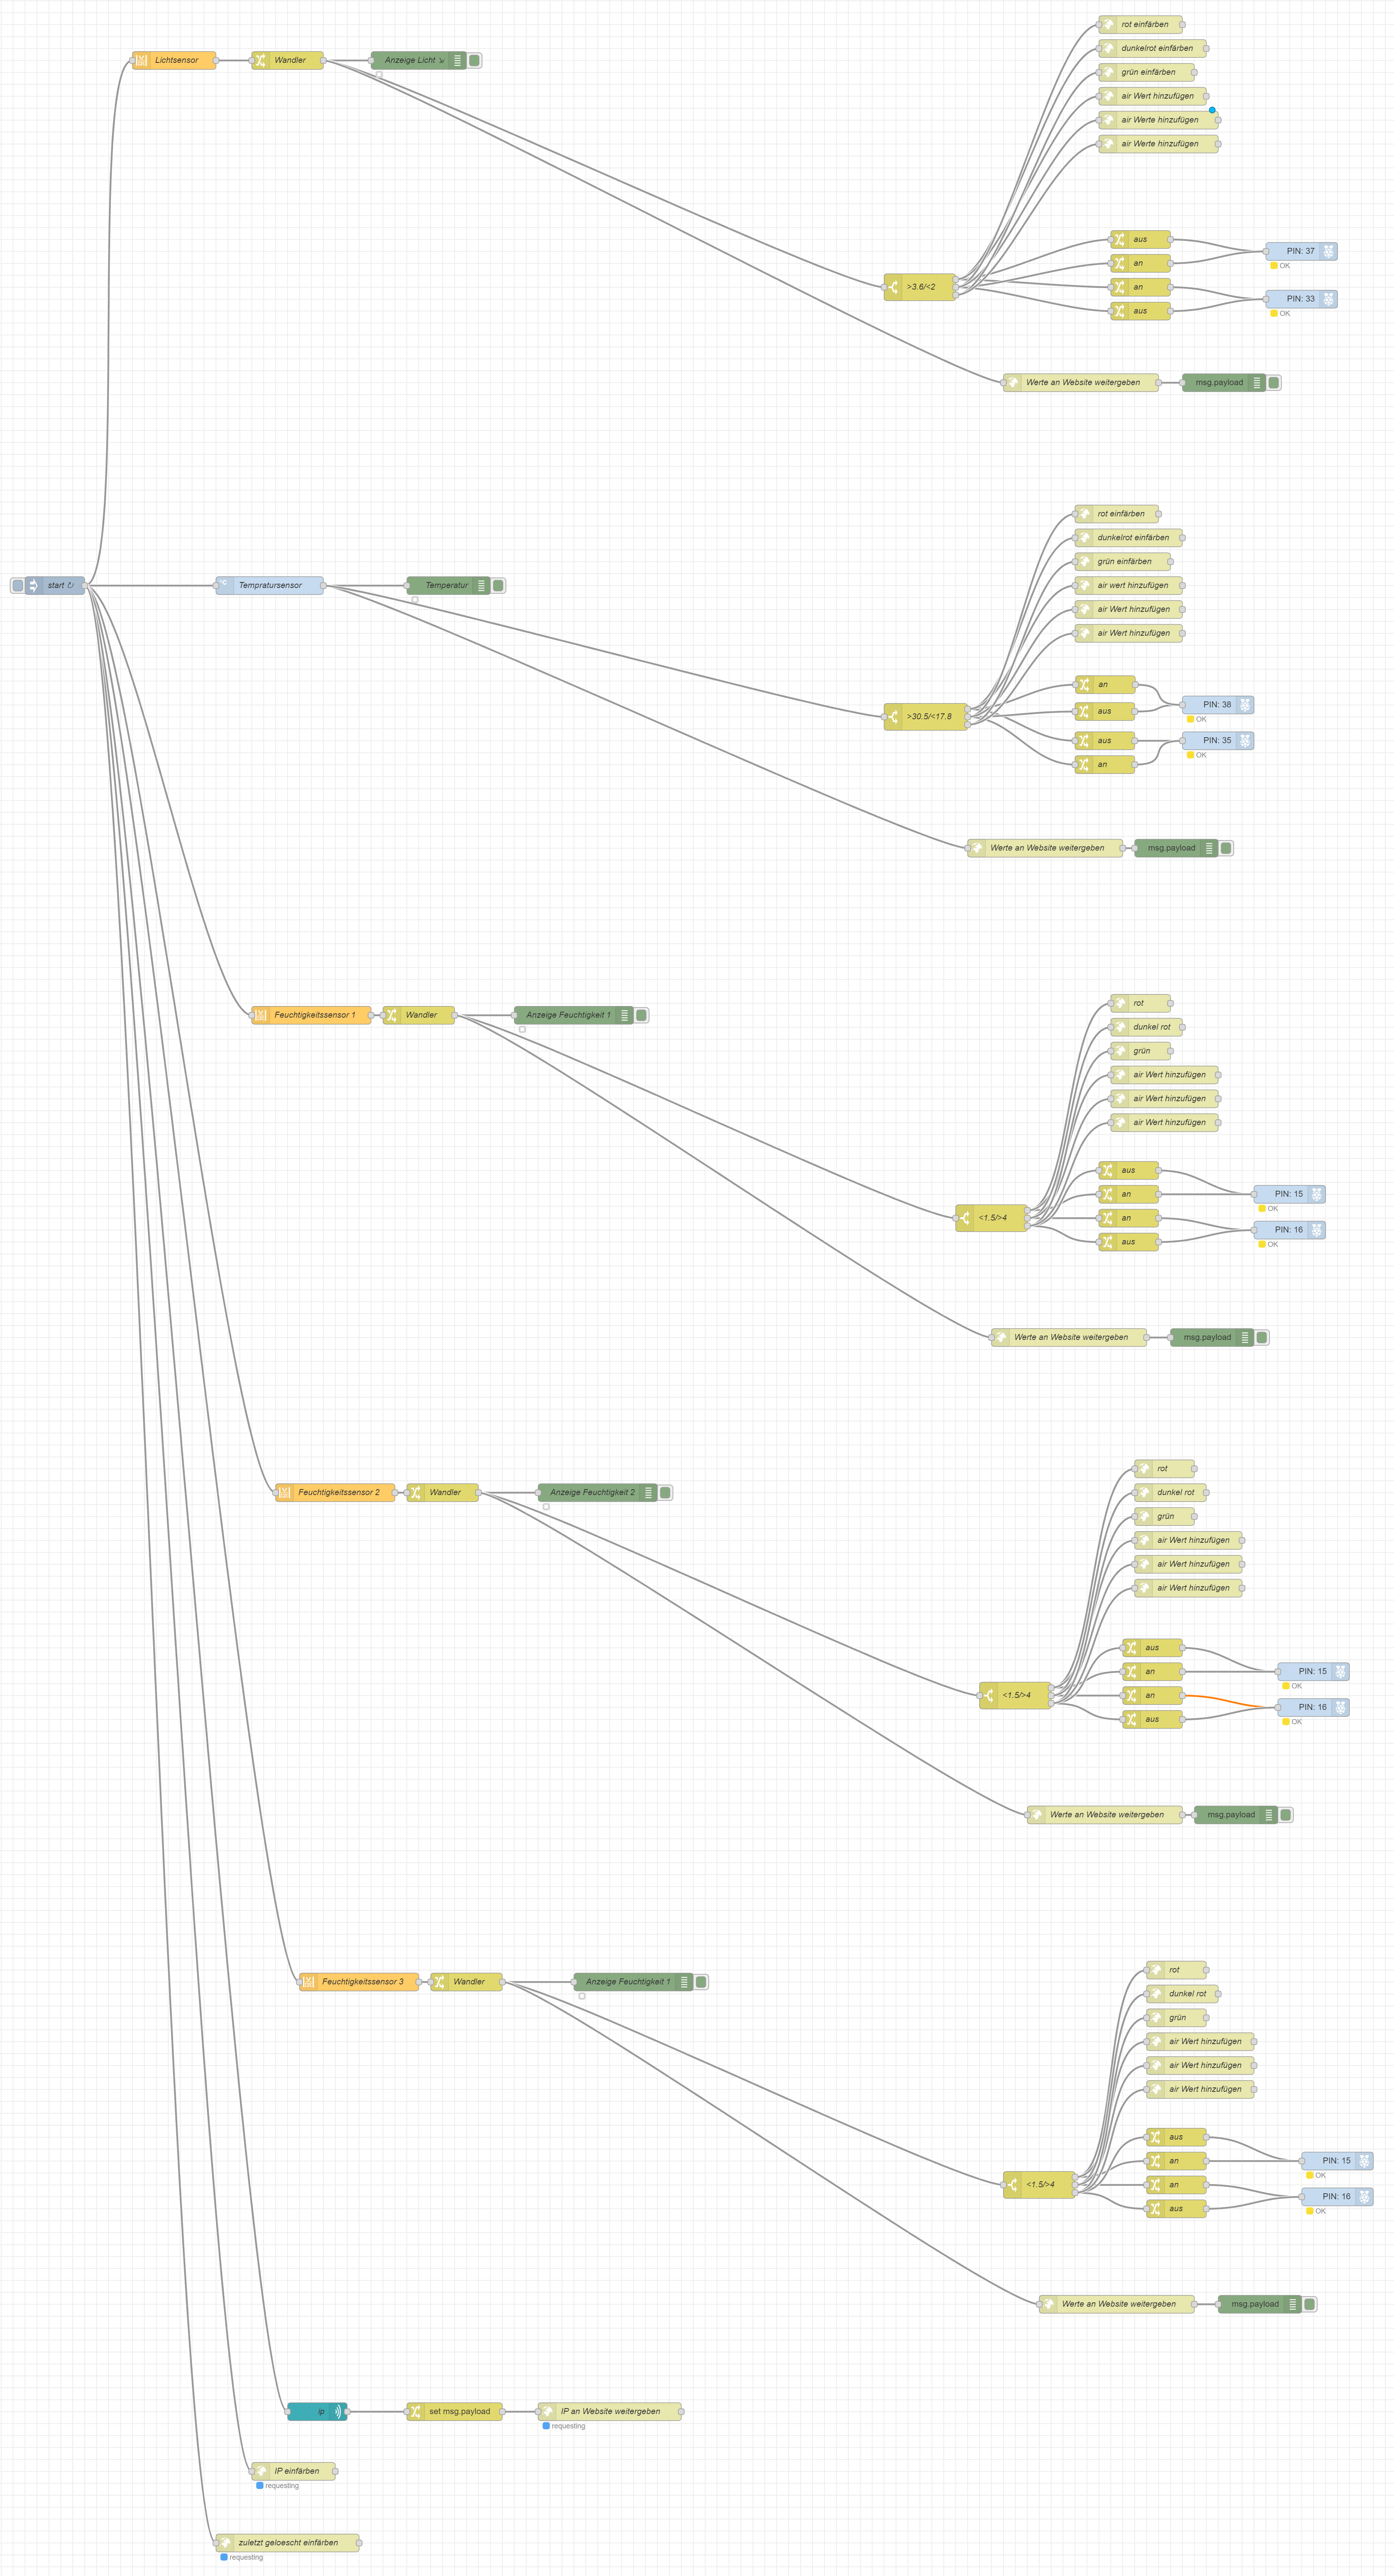 rot einfärben
dunkelrot einfärben
Lichtsensor
Wandler
Anzeige Licht ⇲
grün einfärben
air Wert hinzufügen
air Werte hinzufügen
air Werte hinzufügen
aus
PIN: 37
OK
an
>3.6/<2
an
PIN: 33
OK
aus
Werte an Website weitergeben
msg.payload
rot einfärben
dunkelrot einfärben
grün einfärben
start ↻
Tempratursensor
°C
Temperatur
air wert hinzufügen
air Wert hinzufügen
air Wert hinzufügen
an
PIN: 38
OK
>30.5/<17.8
aus
aus
PIN: 35
OK
an
Werte an Website weitergeben
msg.payload
rot
Feuchtigkeitssensor 1
Wandler
Anzeige Feuchtigkeit 1
dunkel rot
grün
air Wert hinzufügen
air Wert hinzufügen
air Wert hinzufügen
aus
an
PIN: 15
OK
<1.5/>4
an
PIN: 16
OK
aus
Werte an Website weitergeben
msg.payload
rot
Feuchtigkeitssensor 2
Wandler
Anzeige Feuchtigkeit 2
dunkel rot
grün
air Wert hinzufügen
air Wert hinzufügen
air Wert hinzufügen
aus
an
PIN: 15
OK
<1.5/>4
an
PIN: 16
OK
aus
Werte an Website weitergeben
msg.payload
rot
Feuchtigkeitssensor 3
Wandler
Anzeige Feuchtigkeit 1
dunkel rot
grün
air Wert hinzufügen
air Wert hinzufügen
air Wert hinzufügen
aus
an
PIN: 15
OK
<1.5/>4
an
PIN: 16
OK
aus
Werte an Website weitergeben
msg.payload
ip
set msg.payload
IP an Website weitergeben
requesting
IP einfärben
requesting
zuletzt geloescht einfärben
requesting